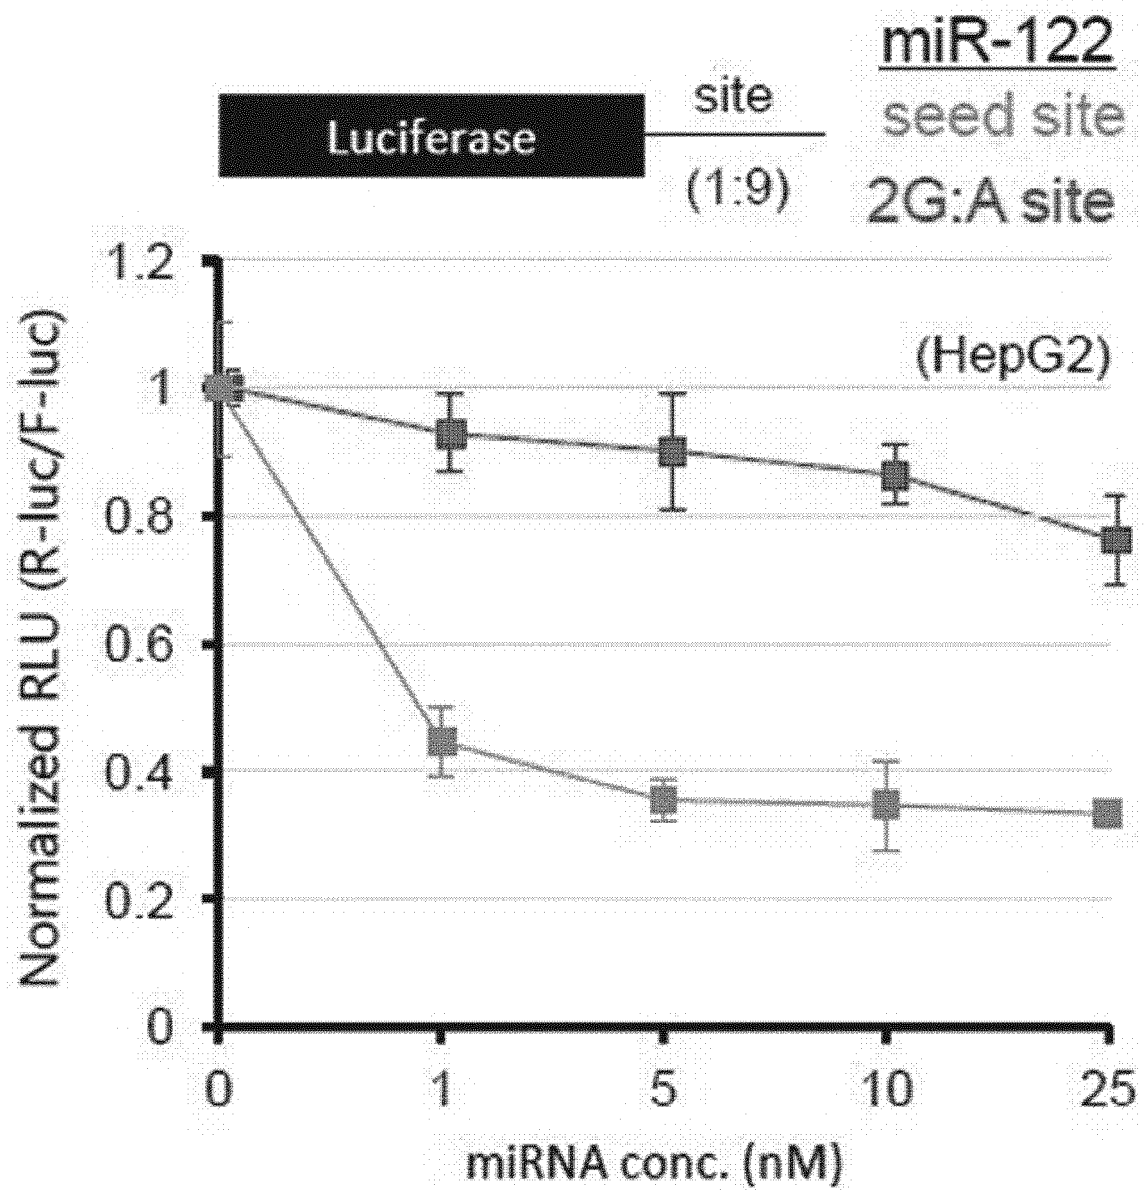 miR-122
seed site
2G:A site
Luciferase
site
(1:9)
(HepG2)
Normalized RLU (R-luc/F-luc)
1.2
1
0.8
0.6
0.4
0.2
0
0 1 5 10 25
miRNA conc. (nM)